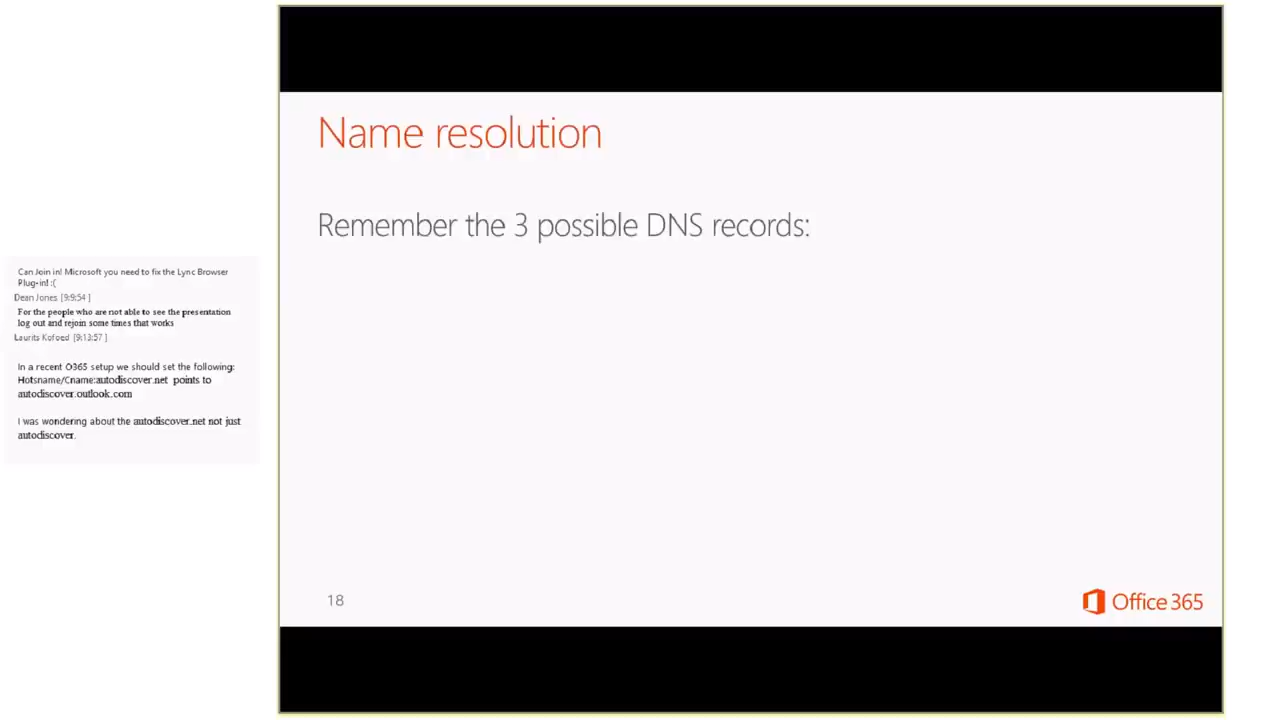 Name resolution
Remember the 3 possible DNS records:
Can Join in! Microsoft you need to fix the Lync Browser
Plug-in! :(
Dean Jones [9:9:54 ]
For the people who are not able to see the presentation
log out and rejoin some times that works
Laurits Kofoed [9:13:57 ]
In a recent O365 setup we should set the following:
Hotsname/Cname:autodiscover.net points to
autodiscover.outlook.com
I was wondering about the autodiscover.net not just
autodiscover.
18
Office 365